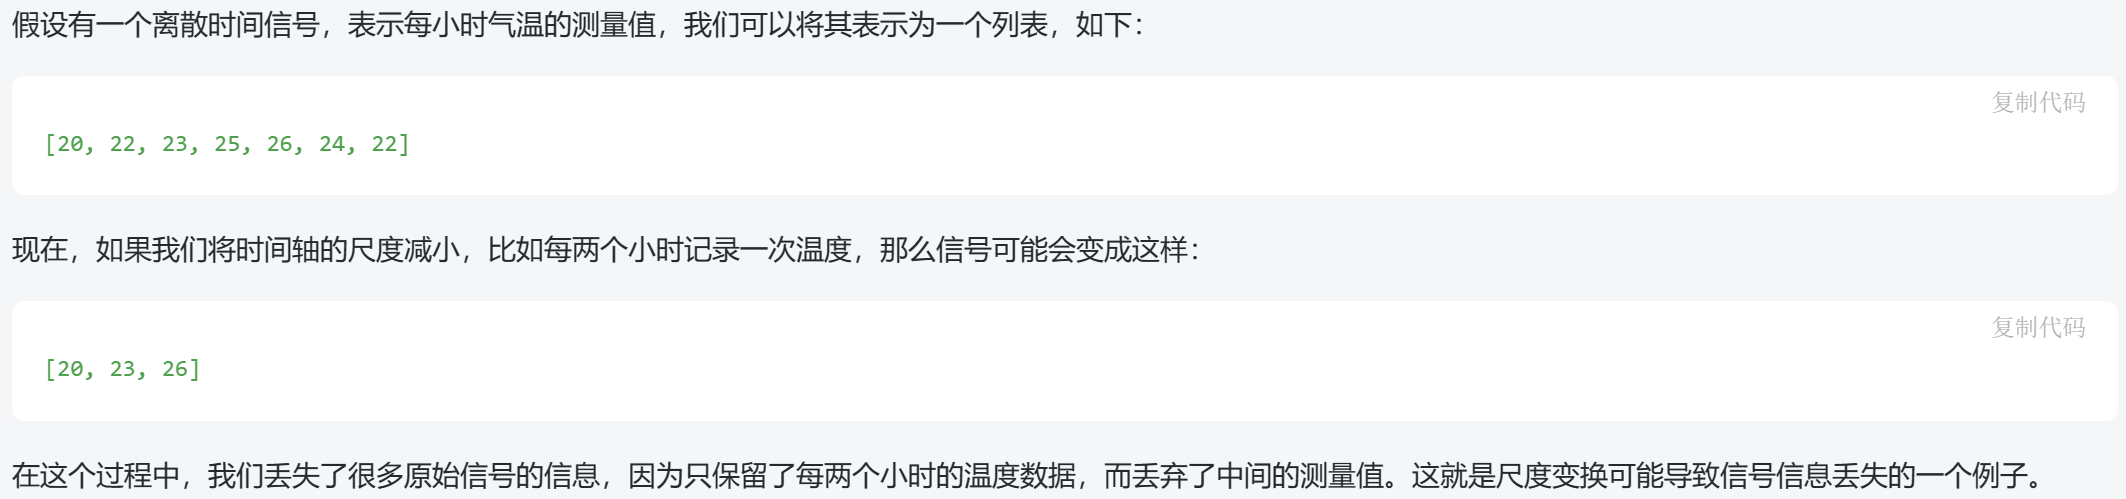 假设有一个离散时间信号，表示每小时气温的测量值，我们可以将其表示为一个列表，如下：
复制代码
[20, 22, 23, 25, 26, 24, 22]
现在，如果我们将时间轴的尺度减小，比如每两个小时记录一次温度，那么信号可能会变成这样：
复制代码
[20, 23, 26]
在这个过程中，我们丢失了很多原始信号的信息，因为只保留了每两个小时的温度数据，而丢弃了中间的测量值。这就是尺度变换可能导致信号信息丢失的一个例子。